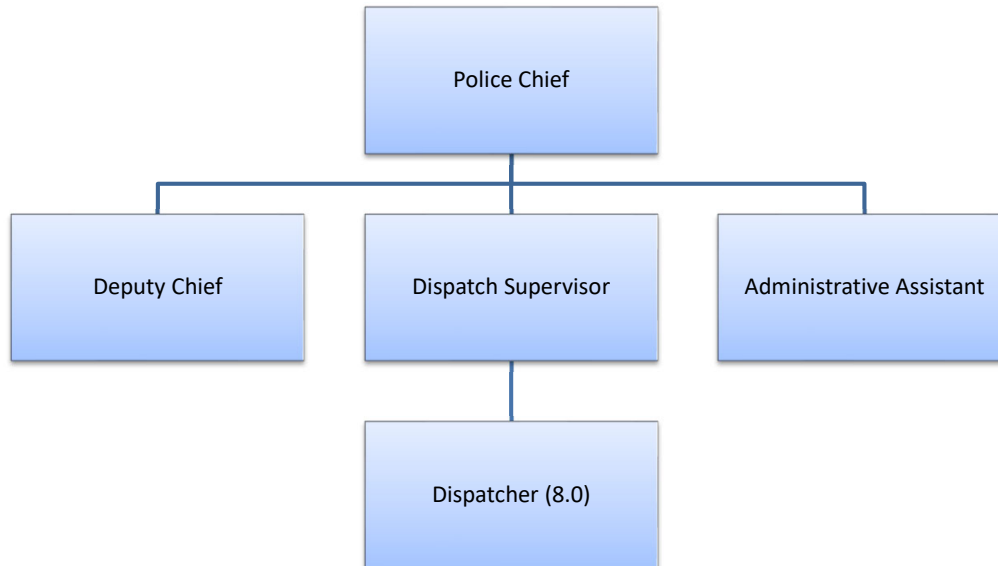 Police Chief
Deputy Chief
Dispatch Supervisor
Administrative Assistant
Dispatcher (8.0)